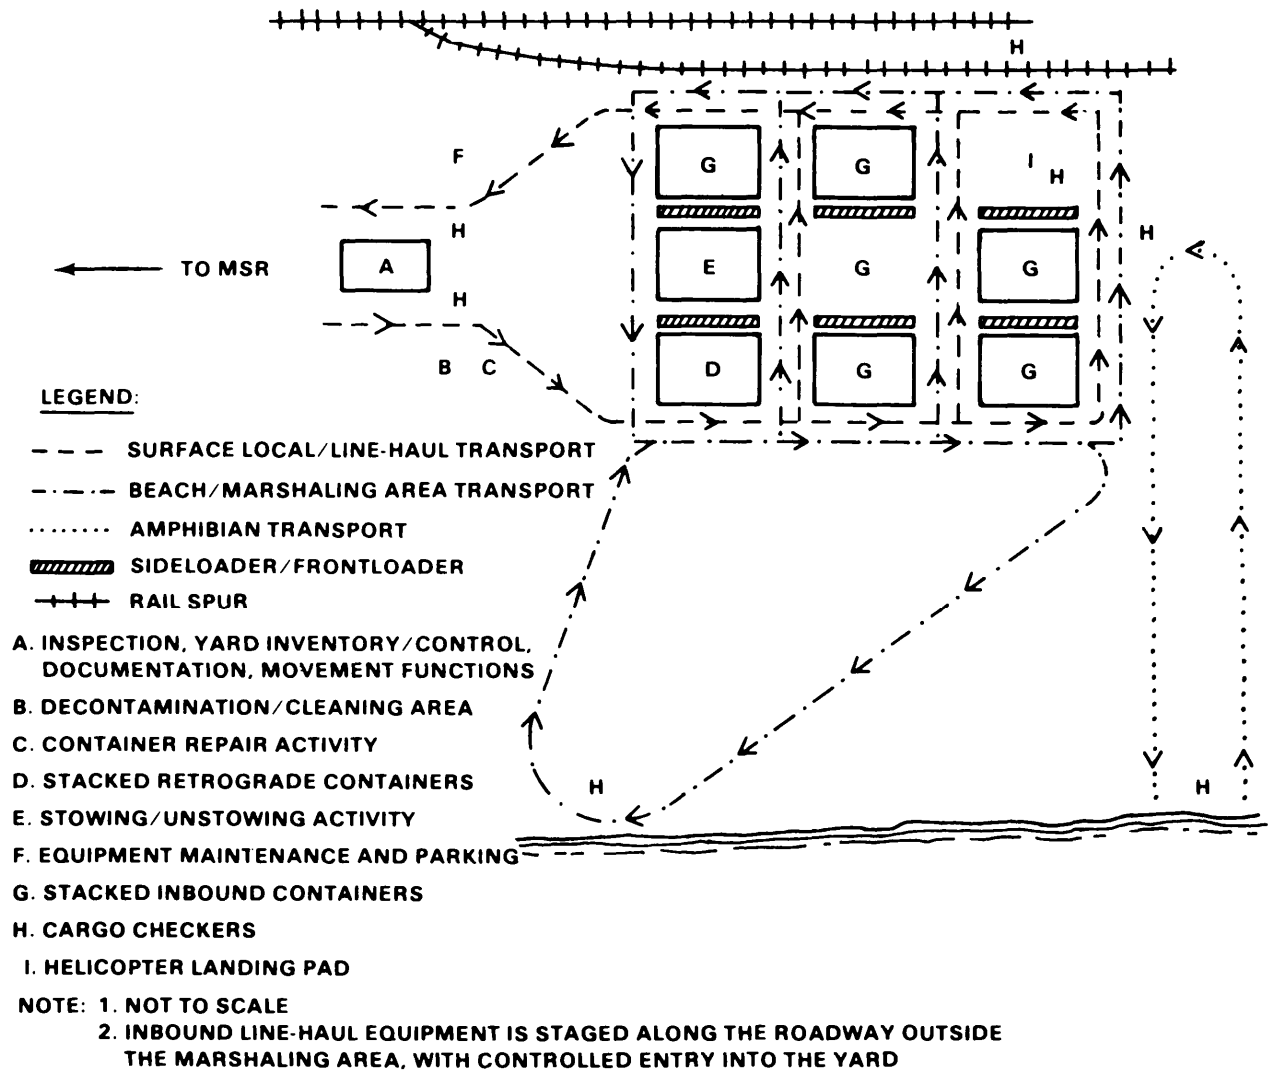 H
F
G
G
I
H
H
H
TO MSR
A
E
G
G
H
B C
D
G
G
LEGEND:
SURFACE LOCAL/LINE-HAUL TRANSPORT
BEACH/MARSHALING AREA TRANSPORT
AMPHIBIAN TRANSPORT
SIDELOADER/FRONTLOADER
RAIL SPUR
A. INSPECTION, YARD INVENTORY/CONTROL,
DOCUMENTATION, MOVEMENT FUNCTIONS
B. DECONTAMINATION/CLEANING AREA
C. CONTAINER REPAIR ACTIVITY
D. STACKED RETROGRADE CONTAINERS
H
H
E. STOWING/UNSTOWING ACTIVITY
F. EQUIPMENT MAINTENANCE AND PARKING
G. STACKED INBOUND CONTAINERS
H. CARGO CHECKERS
I. HELICOPTER LANDING PAD
NOTE: 1. NOT TO SCALE
2. INBOUND LINE-HAUL EQUIPMENT IS STAGED ALONG THE ROADWAY OUTSIDE
THE MARSHALING AREA, WITH CONTROLLED ENTRY INTO THE YARD